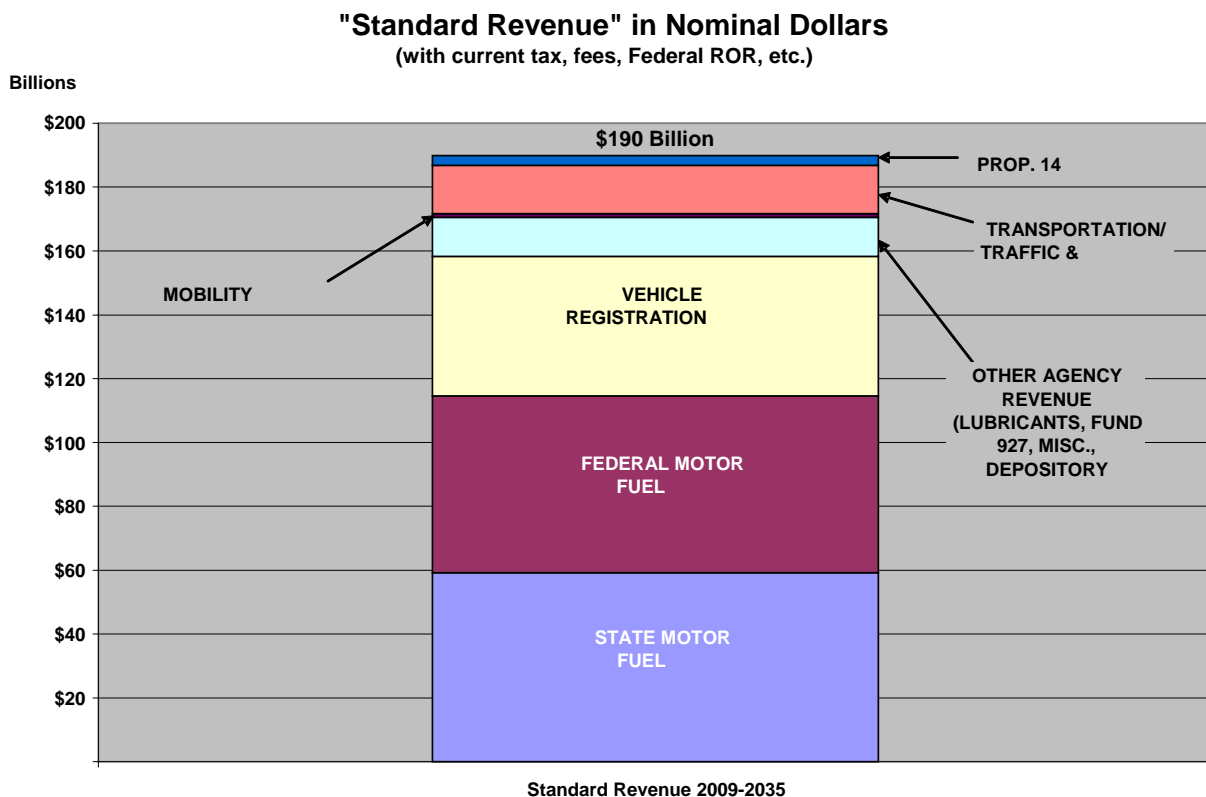 "Standard Revenue" in Nominal Dollars
(with current tax, fees, Federal ROR, etc.)
Billions
$200
$180
$160
$140
$120
$100
$80
$60
$40
$20
$190 Billion
PROP. 14
TRANSPORTATION/
TRAFFIC &
MOBILITY
VEHICLE
REGISTRATION
OTHER AGENCY
REVENUE
(LUBRICANTS, FUND
927, MISC.,
DEPOSITORY
FEDERAL MOTOR
FUEL
STATE MOTOR
FUEL
Standard Revenue 2009-2035